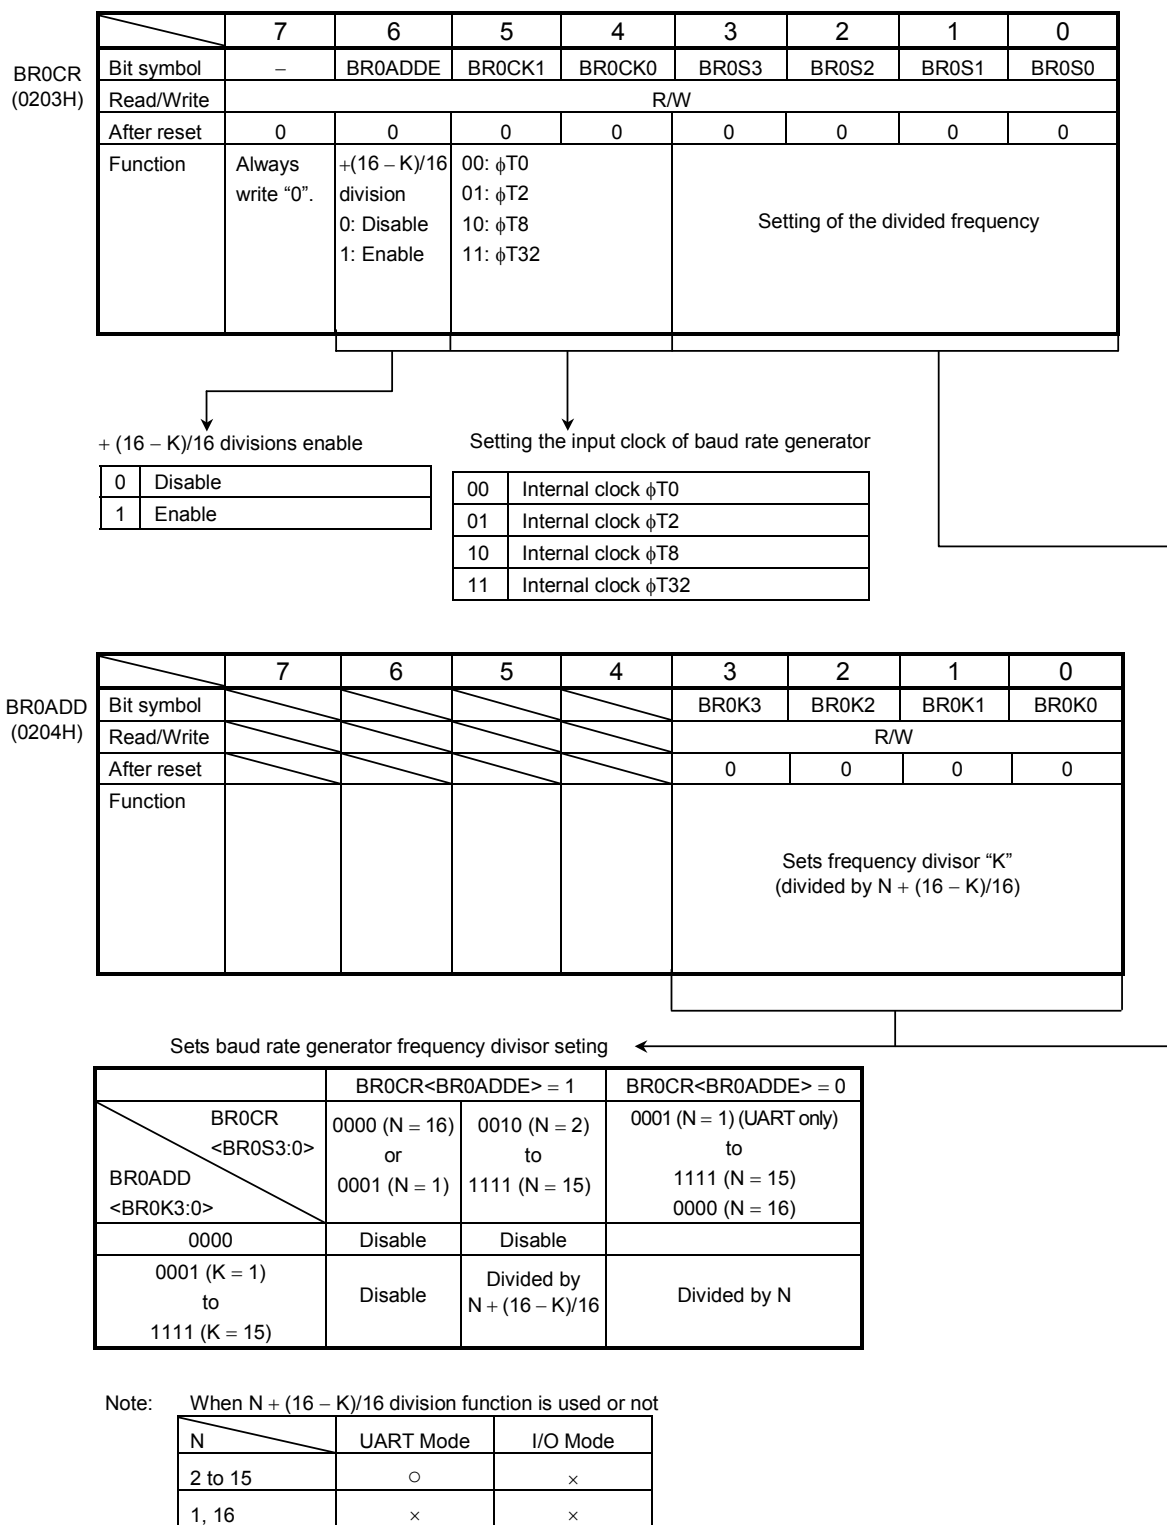 7 6 5 4 3 2 1 0
BR0CR
(0203H)
Bit symbol – BR0ADDE BR0CK1 BR0CK0 BR0S3 BR0S2 BR0S1 BR0S0
Read/Write R/W
After reset 0 0 0 0 0 0 0 0
Function Always +(16 – K)/16 00: ϕT0
write “0”. division 01: ϕT2
0: Disable 10: ϕT8 Setting of the divided frequency
1: Enable 11: ϕT32
+ (16 – K)/16 divisions enable
0 Disable
1 Enable
Setting the input clock of baud rate generator
00 Internal clock ϕT0
01 Internal clock ϕT2
10 Internal clock ϕT8
11 Internal clock ϕT32
7 6 5 4 3 2 1 0
BR0ADD
(0204H)
Bit symbol BR0K3 BR0K2 BR0K1 BR0K0
Read/Write R/W
After reset 0 0 0 0
Function
Sets frequency divisor “K”
(divided by N + (16 – K)/16)
Sets baud rate generator frequency divisor seting
BR0CR<BR0ADDE> = 1 BR0CR<BR0ADDE> = 0
BR0CR
<BR0S3:0>
BR0ADD
<BR0K3:0>
0000 (N = 16)
or
0001 (N = 1)
0010 (N = 2)
to
1111 (N = 15)
0001 (N = 1) (UART only)
to
1111 (N = 15)
0000 (N = 16)
0000 Disable Disable
0001 (K = 1)
to
1111 (K = 15)
Disable
Divided by
N + (16 – K)/16
Divided by N
Note: When N + (16 – K)/16 division function is used or not
N UART Mode I/O Mode
2 to 15 ○ ×
1, 16 × ×